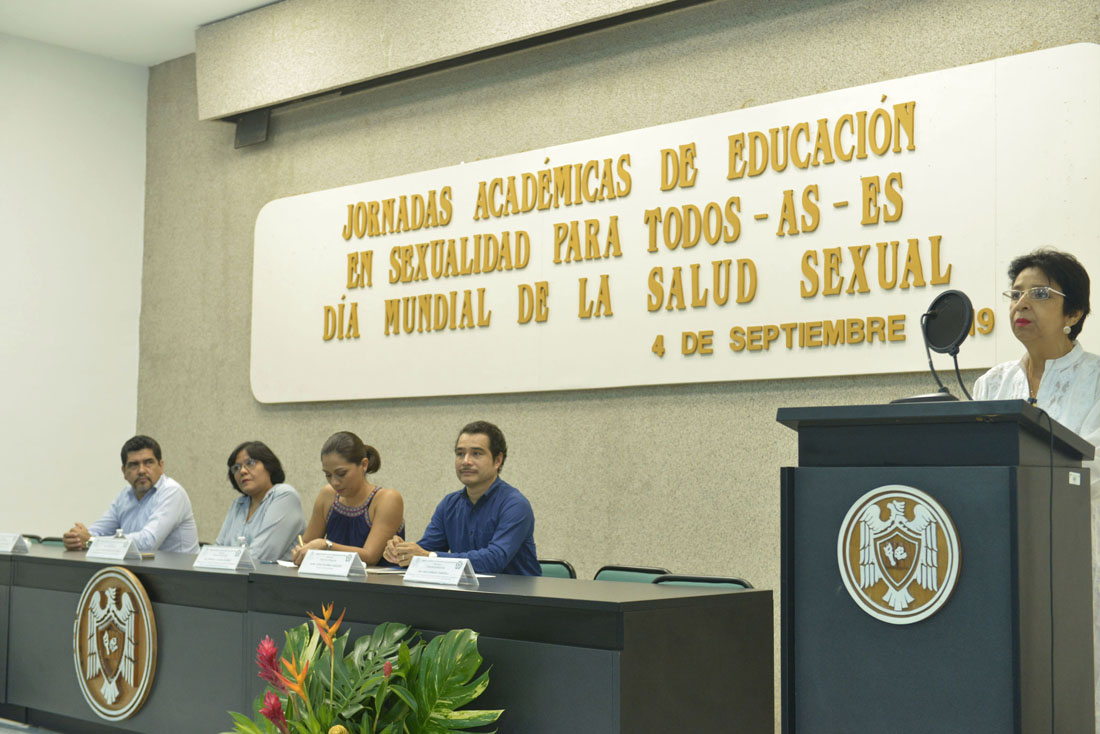 JORNADAS ACADÉMICAS DE EDUCACIÓN
EN SEXUALIDAD PARA TODOS - AS - ES
DÍA MUNDIAL DE LA SALUD SEXUAL
4 DE SEPTIEMBRE 19